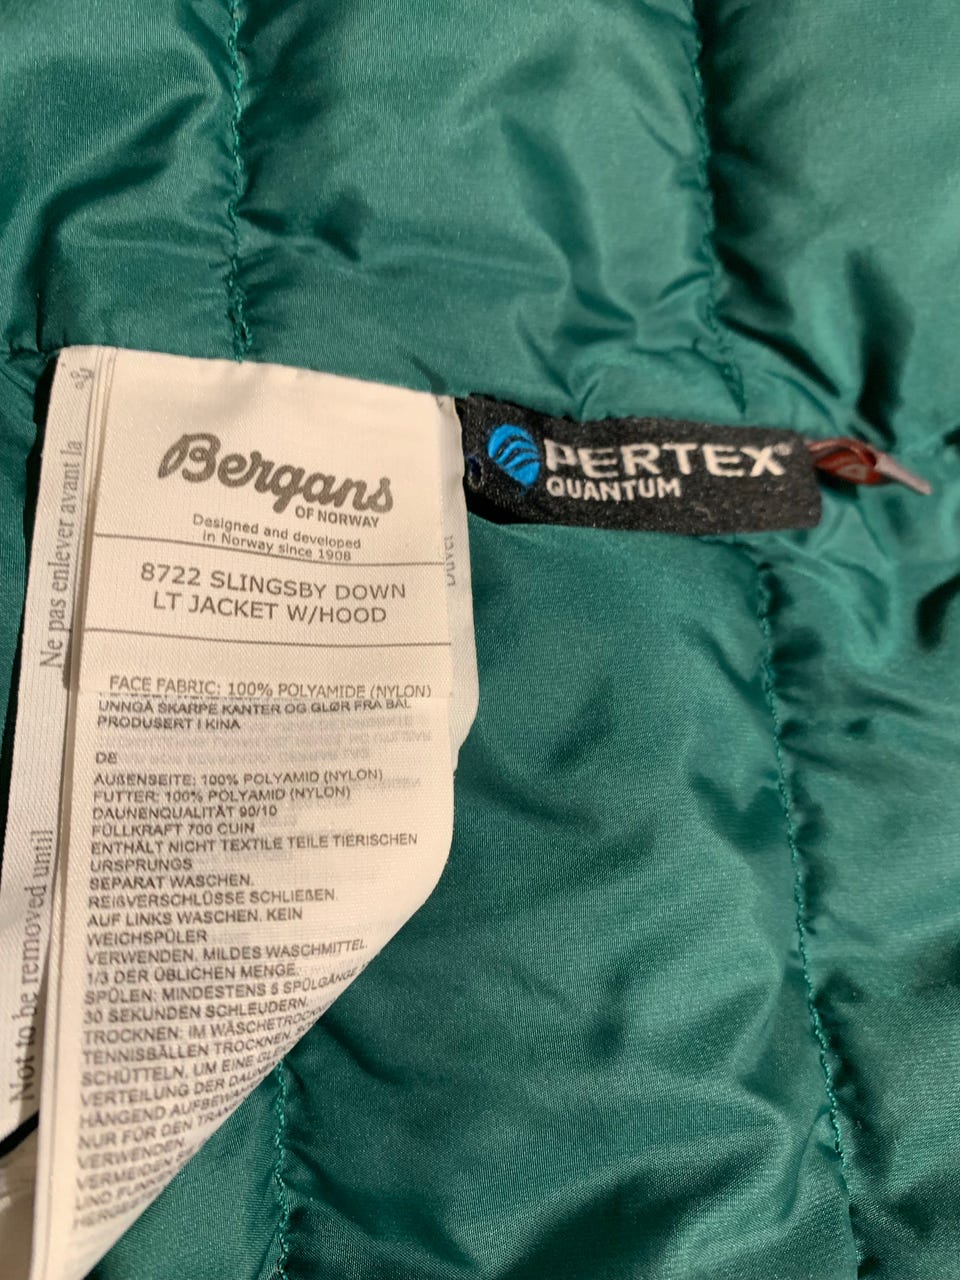 Bergans
OF NORWAY
Designed and developed
in Norway since 1908
8722 SLINGSBY DOWN
LT JACKET W/HOOD
FACE FABRIC: 100% POLYAMIDE (NYLON)
UNNGÅ SKARPE KANTER OG GLØR FRA BÅL
PRODUSERT I KINA
DE
AUßENSEITE: 100% POLYAMID (NYLON)
FUTTER: 100% POLYAMID (NYLON)
DAUNENQUALITÄT 90/10
FÜLLKRAFT 700 CUIN
ENTHÄLT NICHT TEXTILE TEILE TIERISCHEN
URSPRUNGS
SEPARAT WASCHEN.
REIßVERSCHLÜSSE SCHLIEßEN.
AUF LINKS WASCHEN. KEIN
WEICHSPÜLER
VERWENDEN. MILDES WASCHMITTEL.
1/3 DER ÜBLICHEN MENGE.
SPÜLEN: MINDESTENS 5 SPÜLGÄNGE
30 SEKUNDEN SCHLEUDERN.
TROCKNEN: IM
TENNISBÄLLEN TROCKNEN,
SCHÜTTELN, UM EINE
VERTEILUNG DER
HÄNGEND
NUR FÜR DEN
VERWENDEN.
UND
PERTEX®
QUANTUM
Ne pas enlever avant la
Not to be removed until